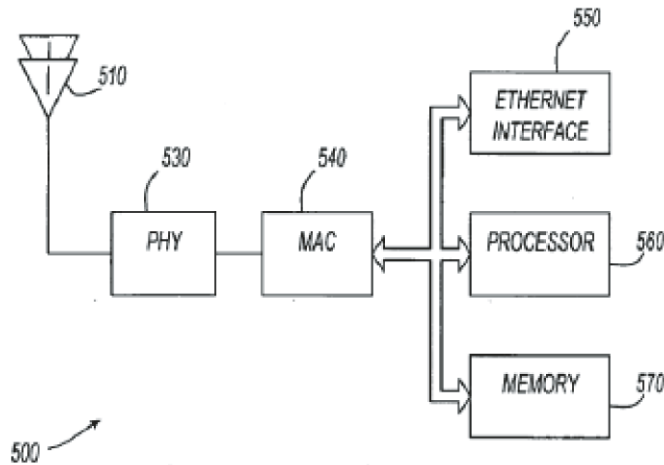 550
510
ETHERNET
INTERFACE
530
540
PHY
MAC
PROCESSOR
560
MEMORY
570
500